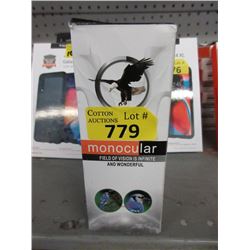 COTTON
AUCTIONS
Lot #
779
monocular
FIELD OF VISION IS INFINITE
AND WONDERFUL